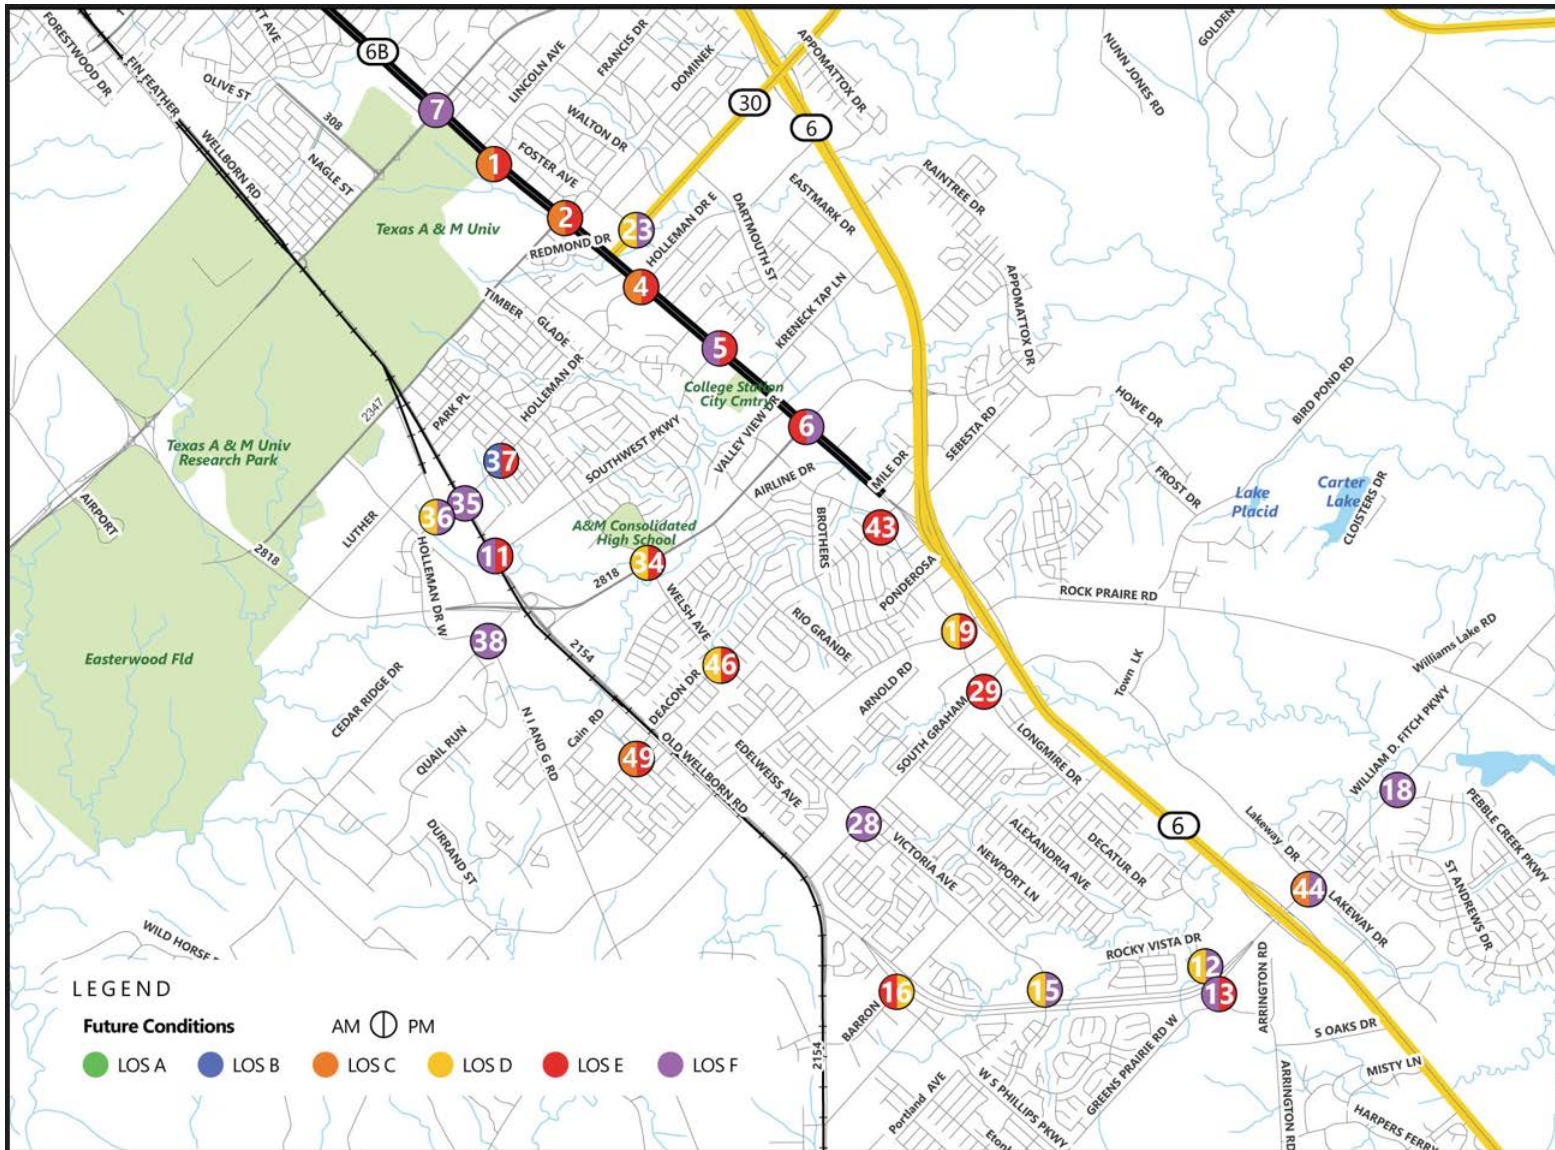 FORESTWOOD DR
FIN FEATHER
OLIVE ST
308
WELLBORN RD
NAGLE ST
6B
LINCOLN AVE
FRANCIS DR
DOMINEK
APPOMATTOX DR
NUNN JONES RD
GOLDEN
30
6
7
1
WALTON DR
FOSTER AVE
2
23
Texas A & M Univ
REDMOND DR
HOLLEMAN DR E
DARTMOUTH ST
EASTMARK DR
RAINTREE DR
4
TIMBER
GLADE
KRENECK TAP LN
APPOMATTOX DR
5
HOLLEMAN DR
College Station
City Cmtry
2347
PARK PL
BIRD POND RD
HOWE DR
6
SEBESTA RD
Texas A & M Univ
Research Park
37
SOUTHWEST PKWY
VALLEY VIEW DR
AIRLINE DR
MILE DR
FROST DR
Lake
Placid
Carter
Lake
CLOISTERS DR
AIRPORT
LUTHER
36
35
A&M Consolidated
High School
BROTHERS
43
2818
11
34
2818
HOLLEMAN DR W
WELSH AVE
PONDEROSA
ROCK PRAIRE RD
RIO GRANDE
19
Williams Lake RD
38
2154
Easterwood Fld
46
CEDAR RIDGE DR
DEACON DR
ARNOLD RD
29
Town LK
WILLIAM D. FITCH PKWY
N I AND G RD
Cain RD
QUAIL RUN
49
OLD WELLBORN RD
EDELWEISS AVE
SOUTH GRAHAM
LONGMIRE DR
18
PEBBLE CREEK PKWY
28
VICTORIA AVE
6
Lakeway DR
DURRAND ST
NEWPORT LN
ALEXANDRIA AVE
DECATUR DR
44
LAKEWAY DR
ST ANDREWS DR
WILD HORSE
ROCKY VISTA DR
12
16
15
13
BARRON
ARRINGTON RD
S OAKS DR
MISTY LN
2154
W S PHILLIPS PKWY
GREENS PRAIRIE RD W
Portland AVE
ARRINGTON RD
HARPERS FERRY
LEGEND
Future Conditions AM PM
LOS A LOS B LOS C LOS D LOS E LOS F